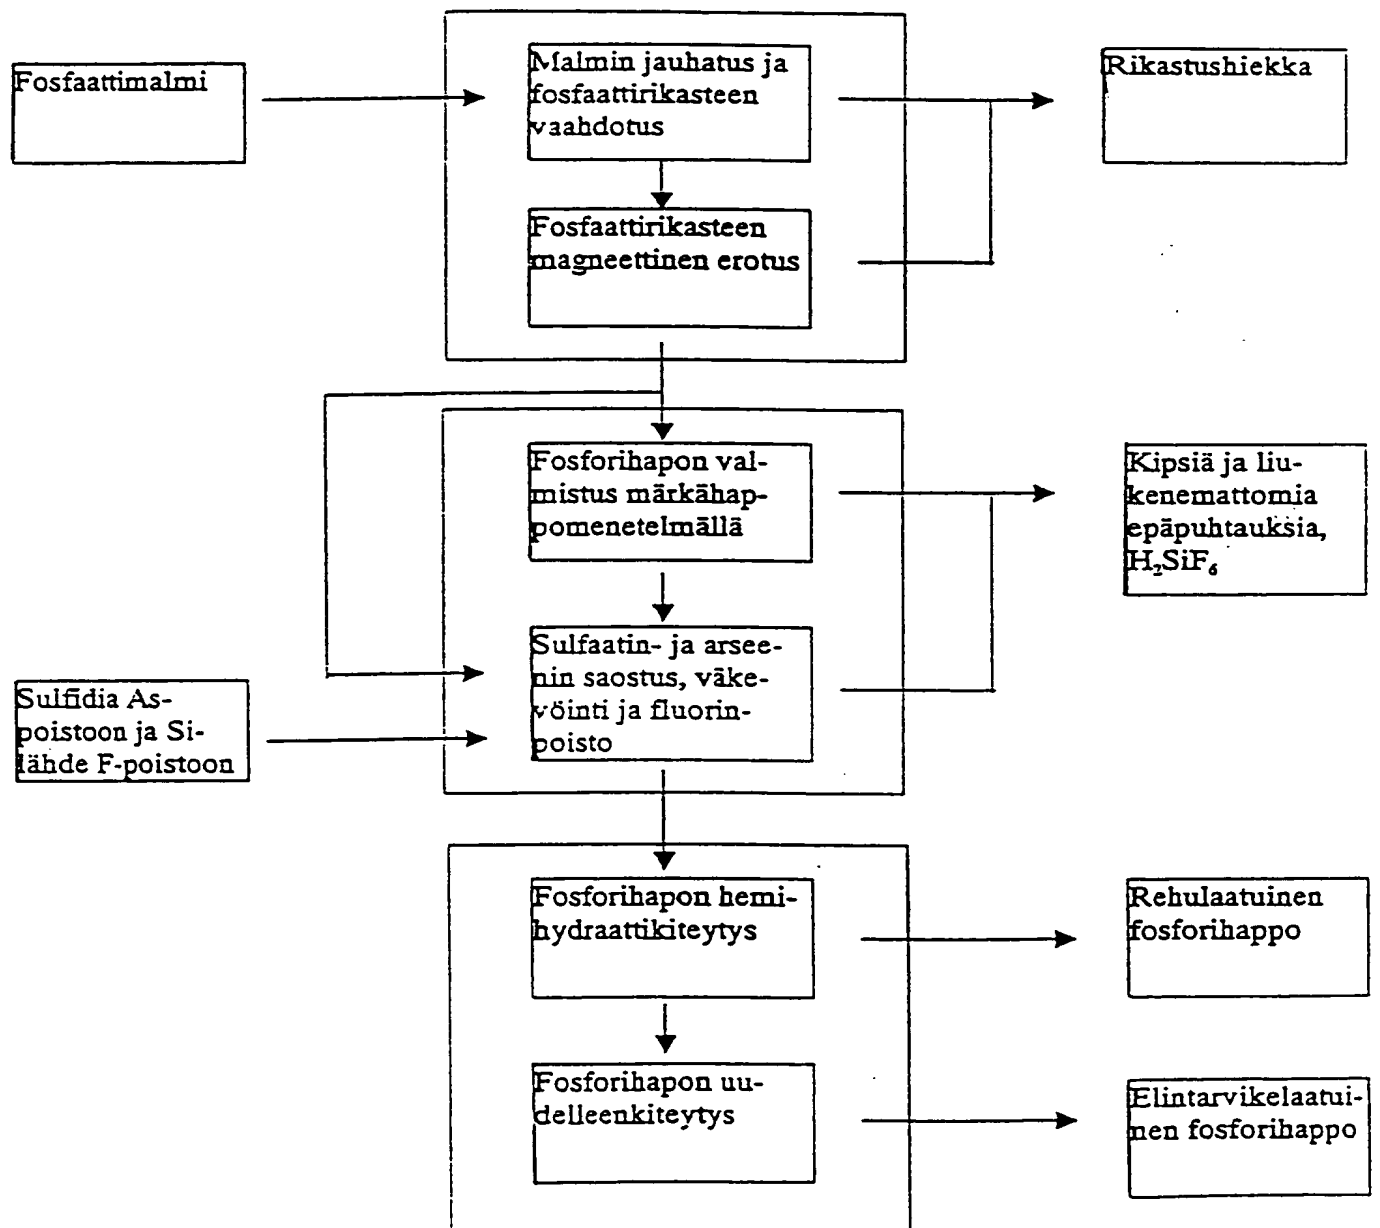 Fosfaattimalmi
Malmin jauhatus ja
fosfaattirikasteen
vaahdotus
Rikastushiekka
Fosfaattirikasteen
magneettinen erotus
Fosforihapon val-
mistus märkähap-
pomenetelmällä
Kipsiä ja liu-
kenemattomia
epäpuhtauksia,
H₂SiF₆
Sulfaatin- ja arsee-
nin saostus, väke-
vöinti ja fluorin-
poisto
Sulfidia As-
poistoon ja Si-
lähde F-poistoon
Fosforihapon hemi-
hydraattikiteytys
Rehulaatuinen
fosforihappo
Fosforihapon uu-
delleenkiteytys
Elintarvikelaatui-
nen fosforihappo